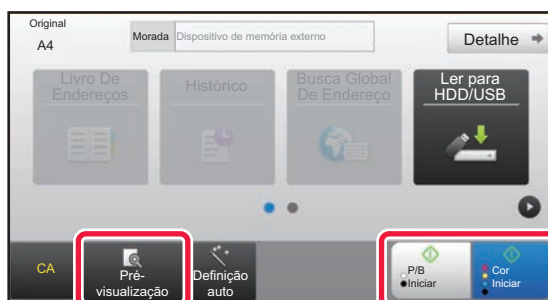 Original
A4
Morada Dispositivo de memória externo
Detalhe
Livro De
Endereços
Histórico
Busca Global
De Endereço
Ler para
HDD/USB
CA
Pré-
visualização
Definição
auto
P/B
Iniciar
Cor
Iniciar